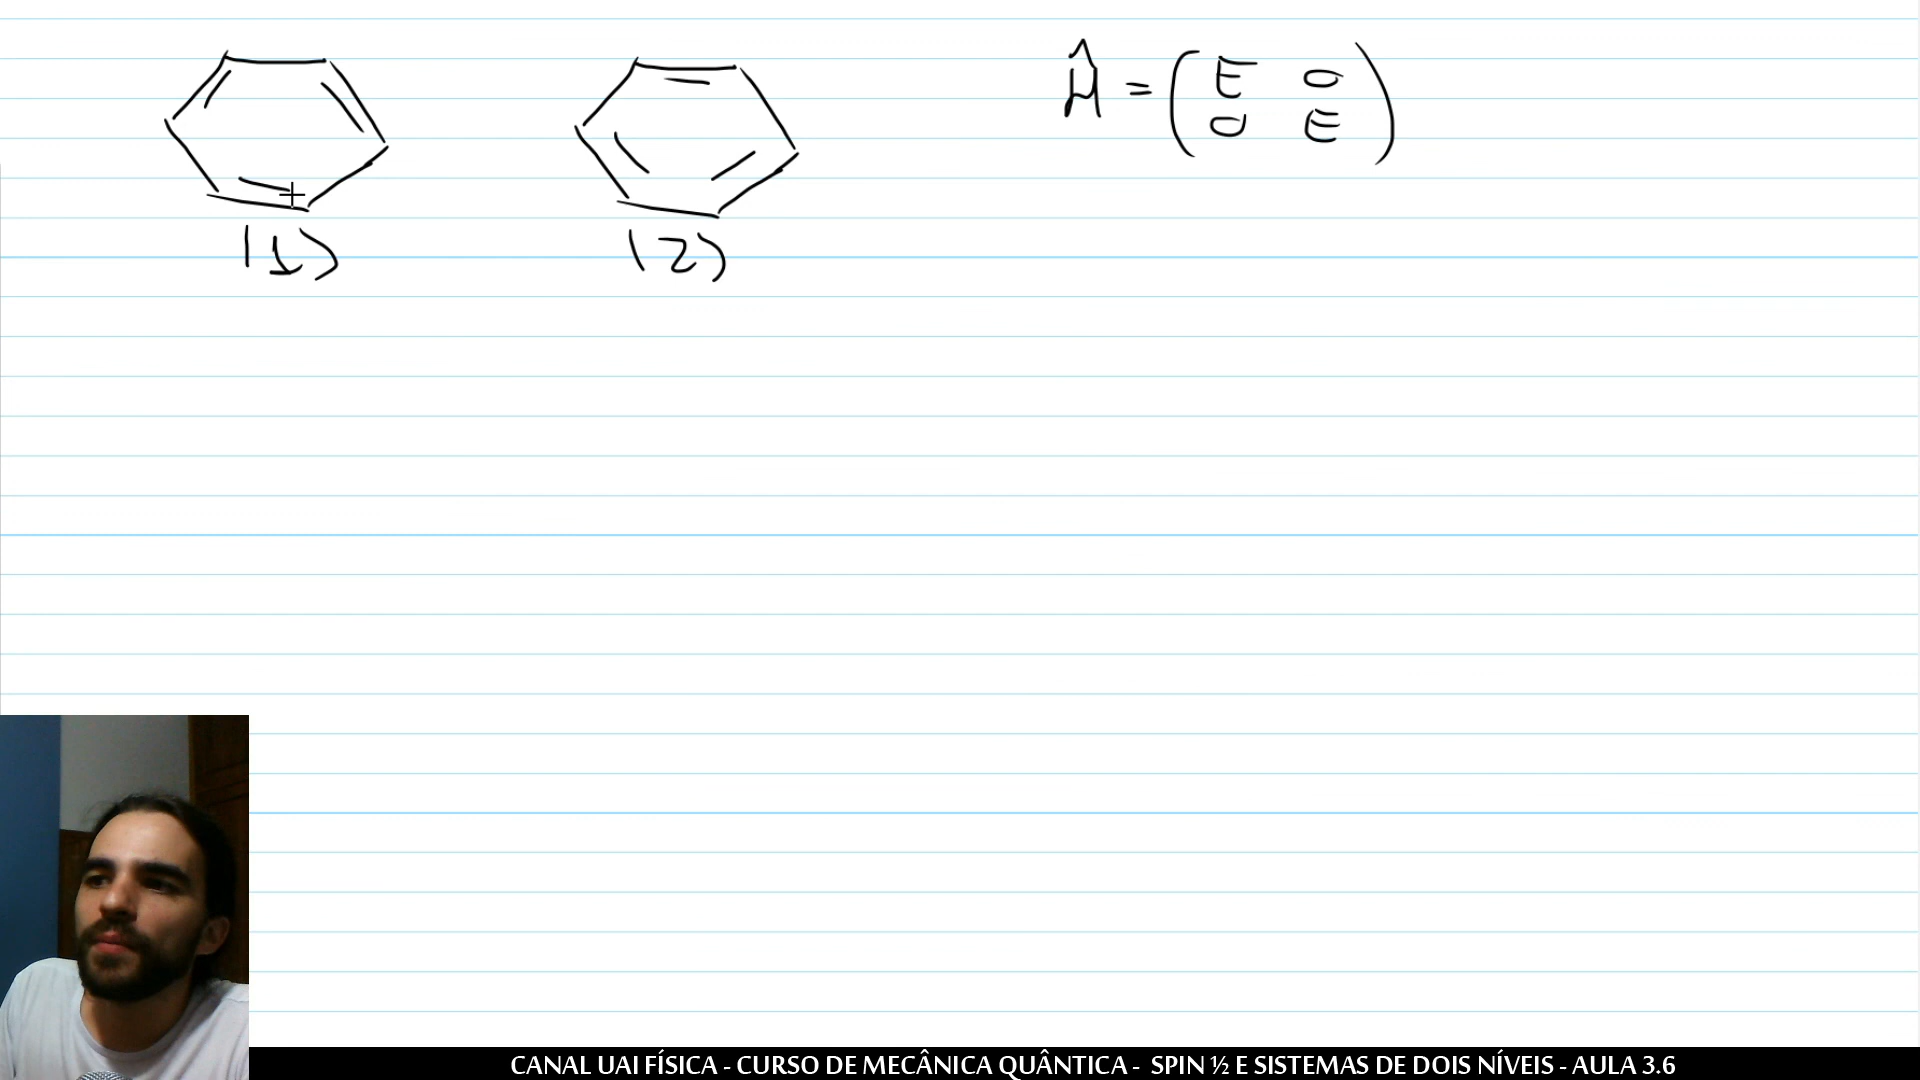 Ĥ = ( E 0
0 E )
|1⟩ |2⟩
CANAL UAI FÍSICA - CURSO DE MECÂNICA QUÂNTICA - SPIN ½ E SISTEMAS DE DOIS NÍVEIS - AULA 3.6